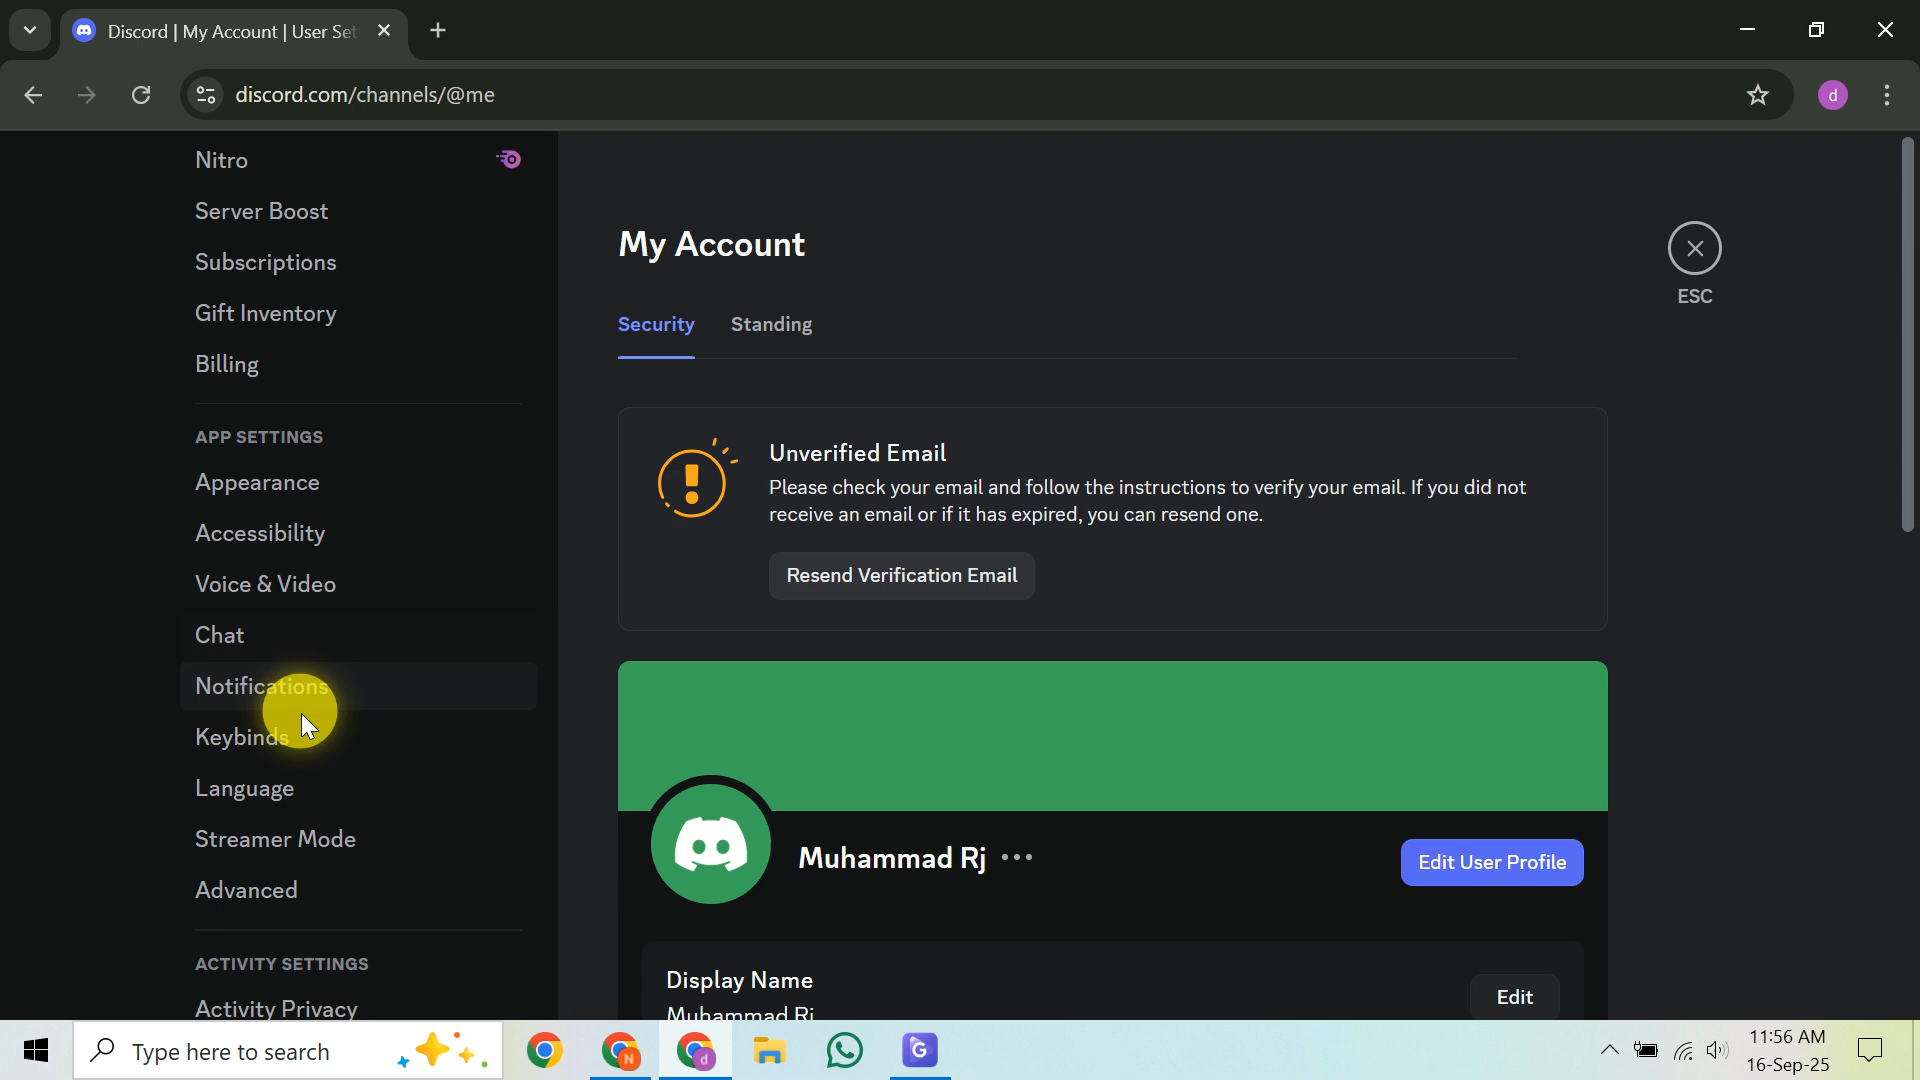 Discord | My Account | User Set
discord.com/channels/@me
d
Nitro
Server Boost
Subscriptions
Gift Inventory
Billing
APP SETTINGS
Appearance
Accessibility
Voice & Video
Chat
Notifications
Keybinds
Language
Streamer Mode
Advanced
ACTIVITY SETTINGS
Activity Privacy
My Account
ESC
Security Standing
Unverified Email
Please check your email and follow the instructions to verify your email. If you did not
receive an email or if it has expired, you can resend one.
Resend Verification Email
Muhammad Rj
Edit User Profile
Display Name
Muhammad Rj
Edit
Type here to search
N
d
G
11:56 AM
16-Sep-25